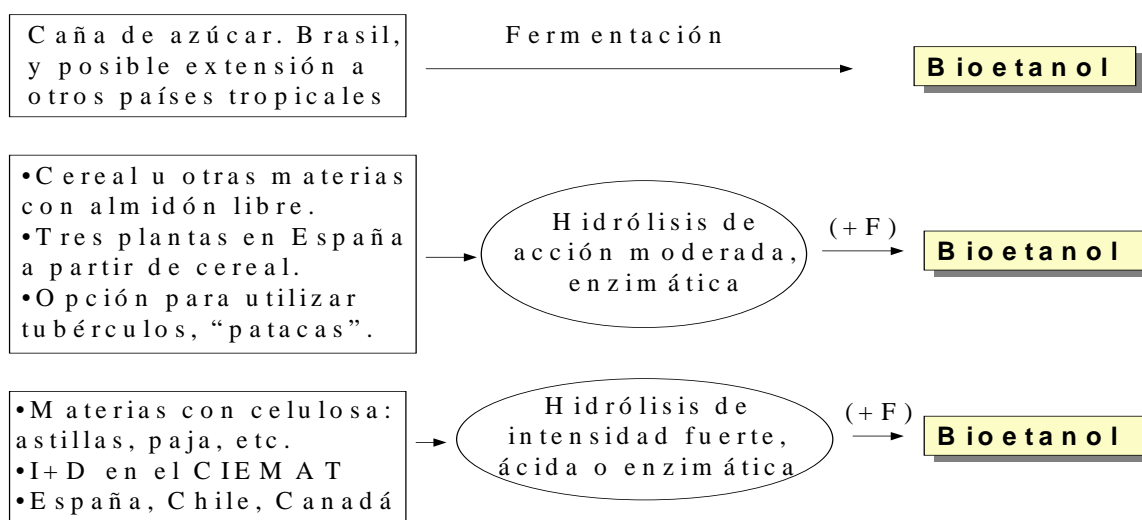 Caña de azúcar. Brasil,
y posible extensión a
otros países tropicales
Fermentación
Bioetanol
•Cereal u otras materias
con almidón libre.
•Tres plantas en España
a partir de cereal.
•Opción para utilizar
tubérculos, “patacas”.
Hidrólisis de
acción moderada,
enzimática
(+F)
Bioetanol
•Materias con celulosa:
astillas, paja, etc.
•I+D en el CIEMAT
•España, Chile, Canadá
Hidrólisis de
intensidad fuerte,
ácida o enzimática
(+F)
Bioetanol